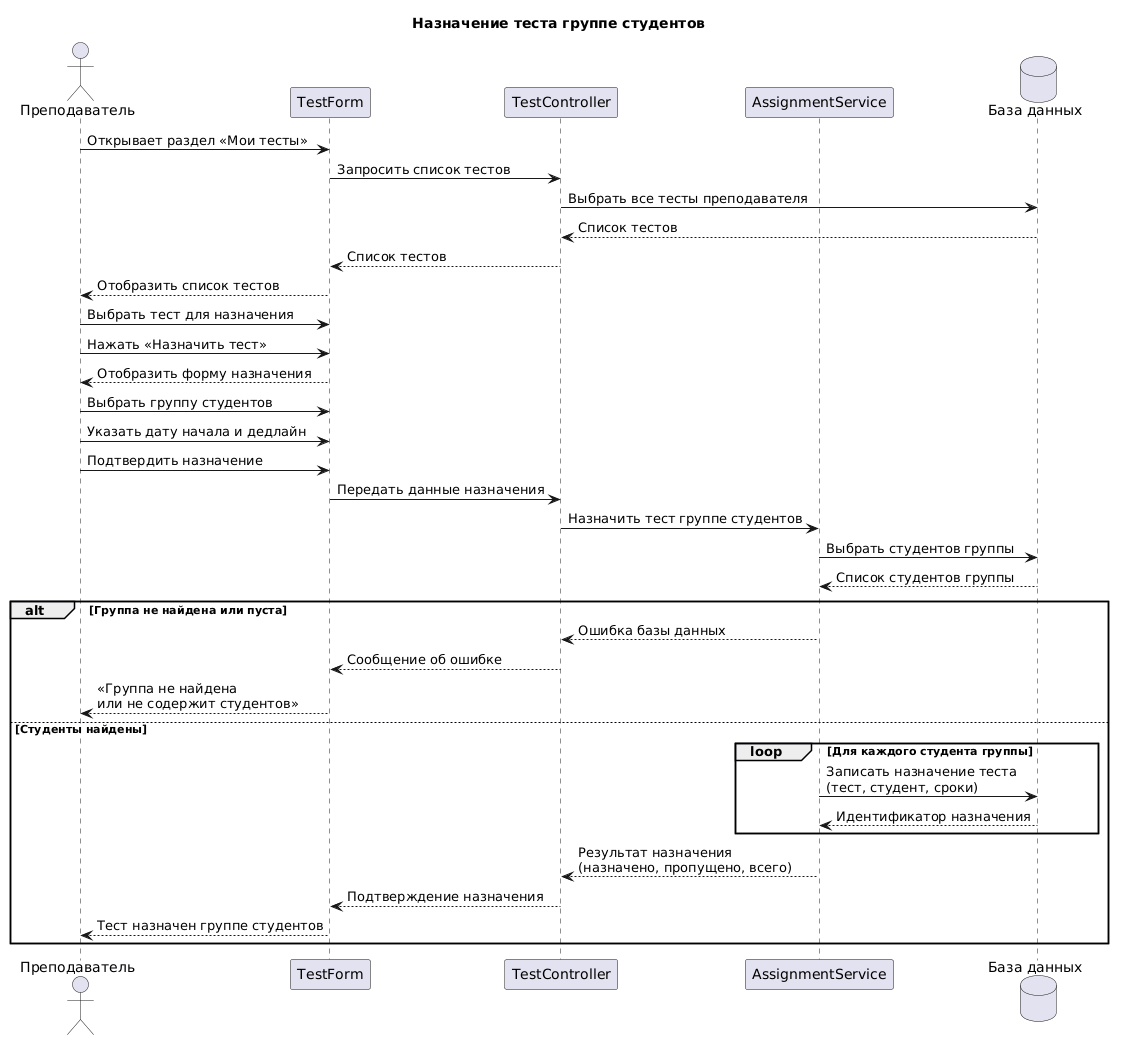 Назначение теста группе студентов
Преподаватель
TestForm
TestController
AssignmentService
База данных
Открывает раздел «Мои тесты»
Запросить список тестов
Выбрать все тесты преподавателя
Список тестов
Список тестов
Отобразить список тестов
Выбрать тест для назначения
Нажать «Назначить тест»
Отобразить форму назначения
Выбрать группу студентов
Указать дату начала и дедлайн
Подтвердить назначение
Передать данные назначения
Назначить тест группе студентов
Выбрать студентов группы
Список студентов группы
alt
[Группа не найдена или пуста]
Ошибка базы данных
Сообщение об ошибке
«Группа не найдена
или не содержит студентов»
[Студенты найдены]
loop
[Для каждого студента группы]
Записать назначение теста
(тест, студент, сроки)
Идентификатор назначения
Результат назначения
(назначено, пропущено, всего)
Подтверждение назначения
Тест назначен группе студентов
Преподаватель
TestForm
TestController
AssignmentService
База данных